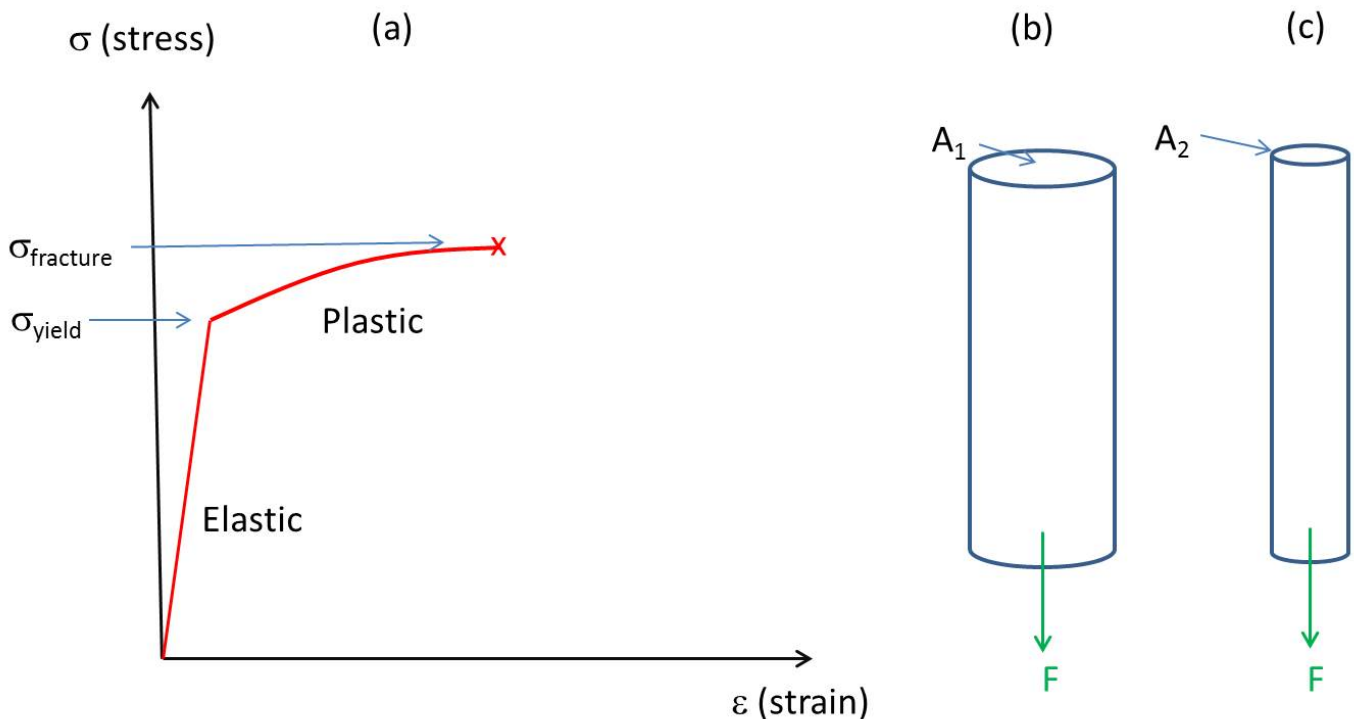 σ (stress)
(a)
(b)
(c)
A₁
A₂
σfracture
σyield
Plastic
Elastic
F
F
ε (strain)